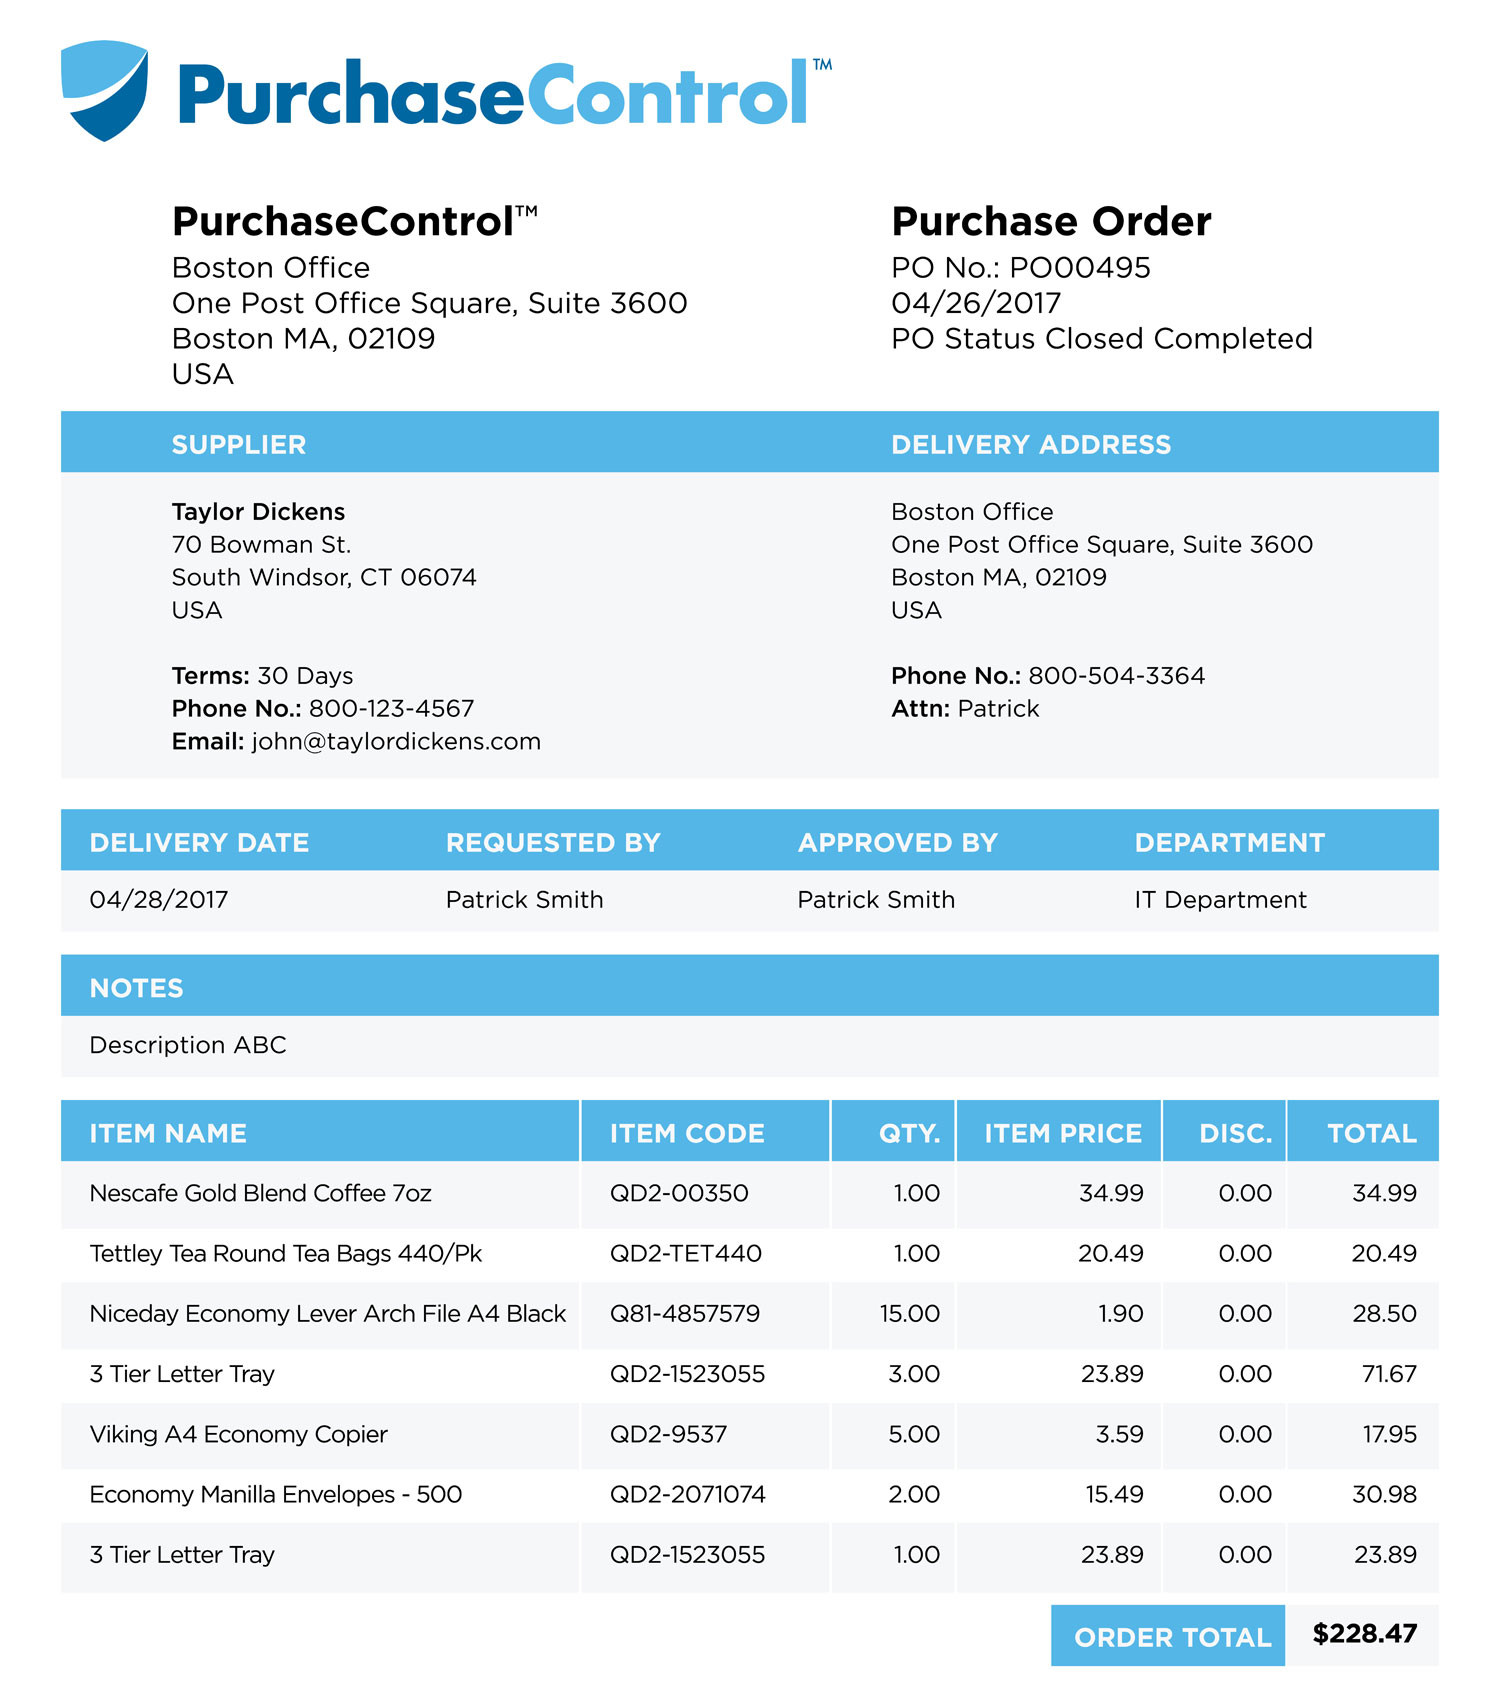 PurchaseControl™
PurchaseControl™
Boston Office
One Post Office Square, Suite 3600
Boston MA, 02109
USA
Purchase Order
PO No.: PO00495
04/26/2017
PO Status Closed Completed
SUPPLIER
Taylor Dickens
70 Bowman St.
South Windsor, CT 06074
USA
Terms: 30 Days
Phone No.: 800-123-4567
Email: john@taylordickens.com
DELIVERY ADDRESS
Boston Office
One Post Office Square, Suite 3600
Boston MA, 02109
USA
Phone No.: 800-504-3364
Attn: Patrick
DELIVERY DATE REQUESTED BY APPROVED BY DEPARTMENT
04/28/2017 Patrick Smith Patrick Smith IT Department
NOTES
Description ABC
ITEM NAME ITEM CODE QTY. ITEM PRICE DISC. TOTAL
Nescafe Gold Blend Coffee 7oz QD2-00350 1.00 34.99 0.00 34.99
Tettley Tea Round Tea Bags 440/Pk QD2-TET440 1.00 20.49 0.00 20.49
Niceday Economy Lever Arch File A4 Black Q81-4857579 15.00 1.90 0.00 28.50
3 Tier Letter Tray QD2-1523055 3.00 23.89 0.00 71.67
Viking A4 Economy Copier QD2-9537 5.00 3.59 0.00 17.95
Economy Manilla Envelopes - 500 QD2-2071074 2.00 15.49 0.00 30.98
3 Tier Letter Tray QD2-1523055 1.00 23.89 0.00 23.89
ORDER TOTAL $228.47